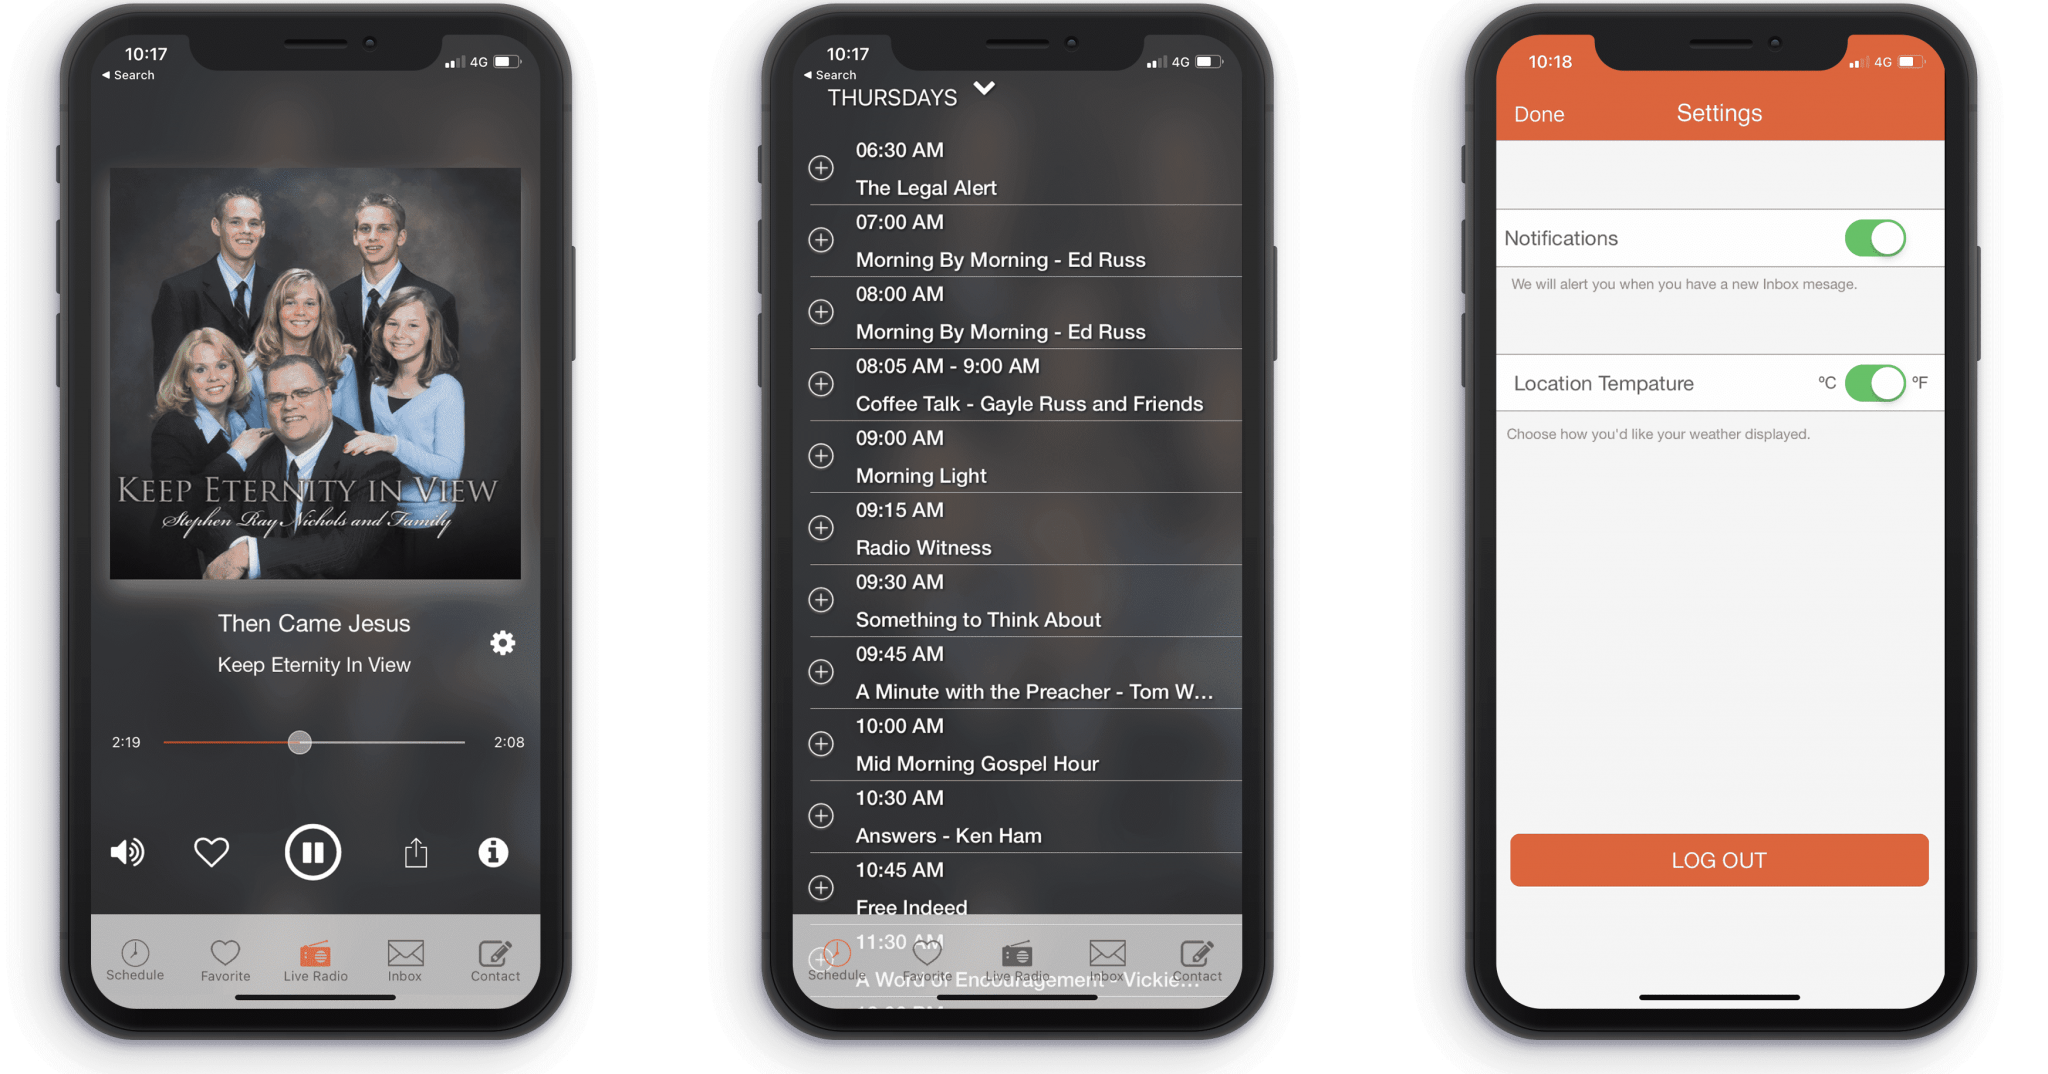 10:17
4G
Search
KEEP ETERNITY IN VIEW
Stephen Ray Nichols and Family
Then Came Jesus
Keep Eternity In View
2:19
2:08
Schedule
Favorite
Live Radio
Inbox
Contact
10:17
4G
Search
THURSDAYS
06:30 AM
The Legal Alert
07:00 AM
Morning By Morning - Ed Russ
08:00 AM
Morning By Morning - Ed Russ
08:05 AM - 9:00 AM
Coffee Talk - Gayle Russ and Friends
09:00 AM
Morning Light
09:15 AM
Radio Witness
09:30 AM
Something to Think About
09:45 AM
A Minute with the Preacher - Tom W...
10:00 AM
Mid Morning Gospel Hour
10:30 AM
Answers - Ken Ham
10:45 AM
Free Indeed
11:30 AM
A Word of Encouragement - Vickie...
Schedule
Favorite
Live Radio
Inbox
Contact
10:18
4G
Done
Settings
Notifications
We will alert you when you have a new Inbox mesage.
Location Tempature
ºC
ºF
Choose how you'd like your weather displayed.
LOG OUT